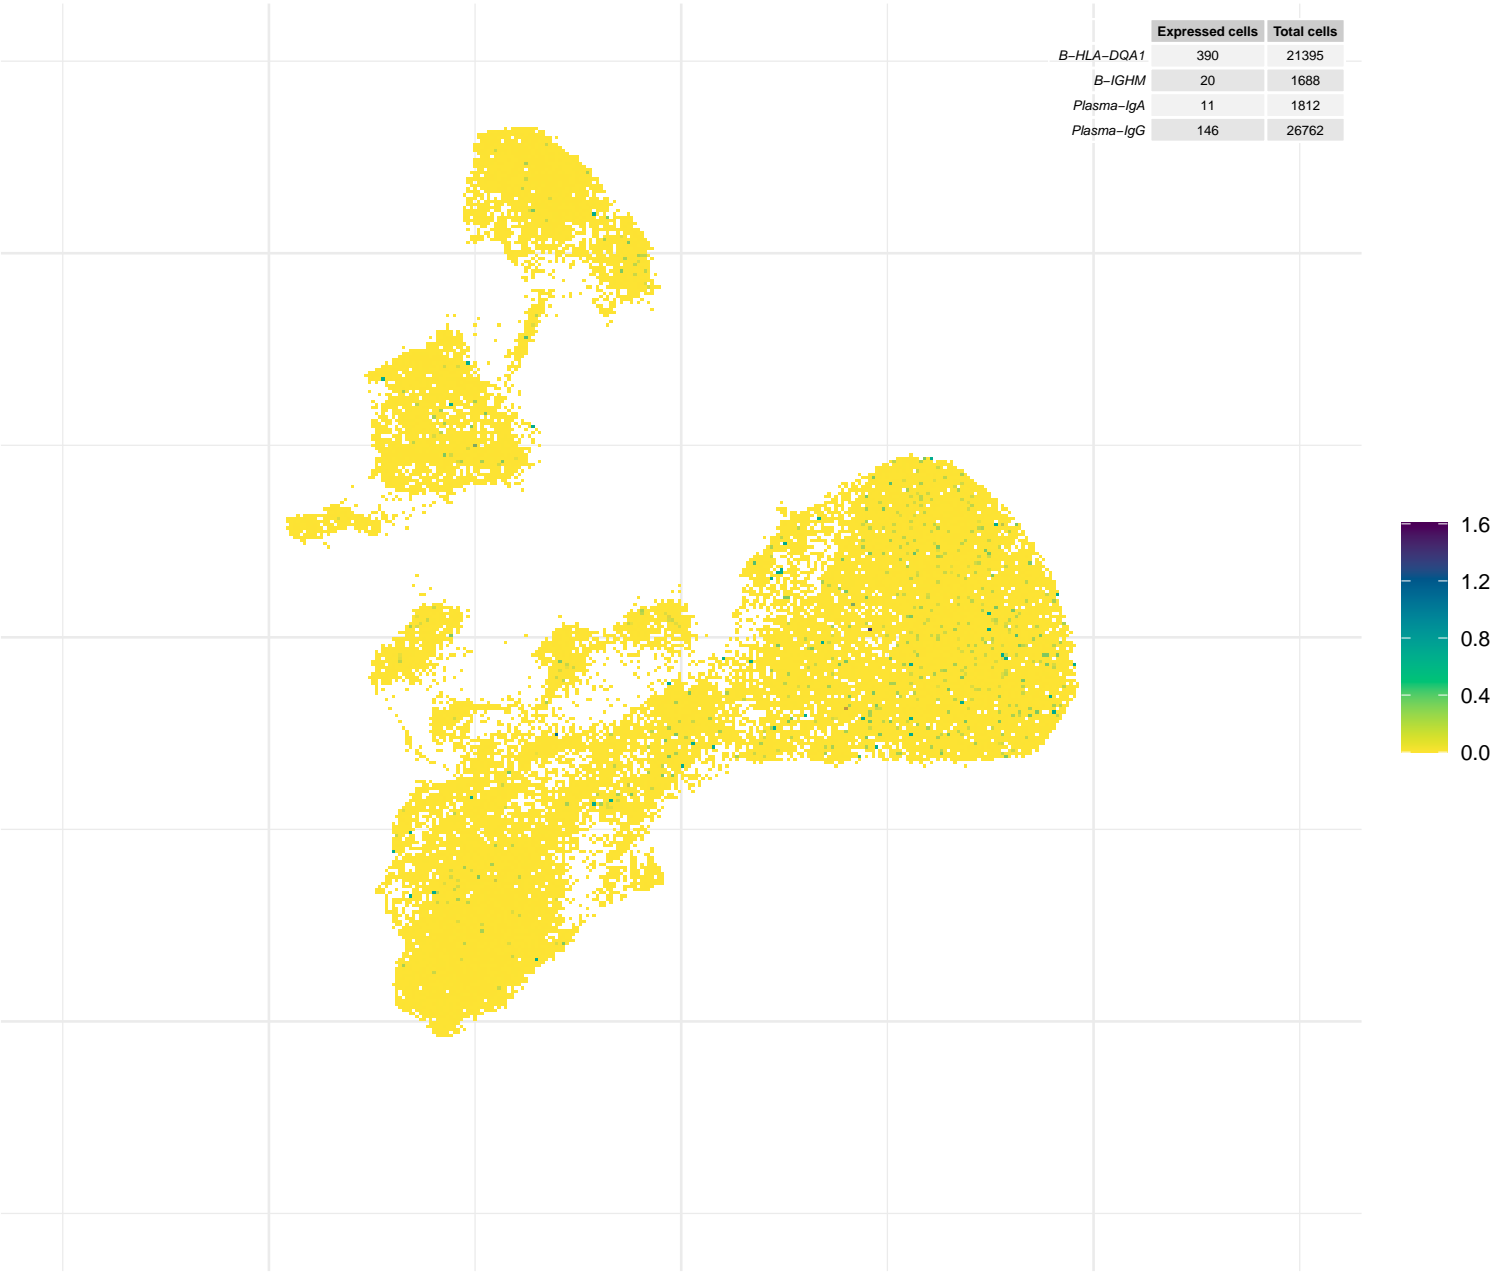 Expressed cells Total cells
B-HLA-DQA1 390 21395
B-IGHM 20 1688
Plasma-IgA 11 1812
Plasma-IgG 146 26762
1.6
1.2
0.8
0.4
0.0